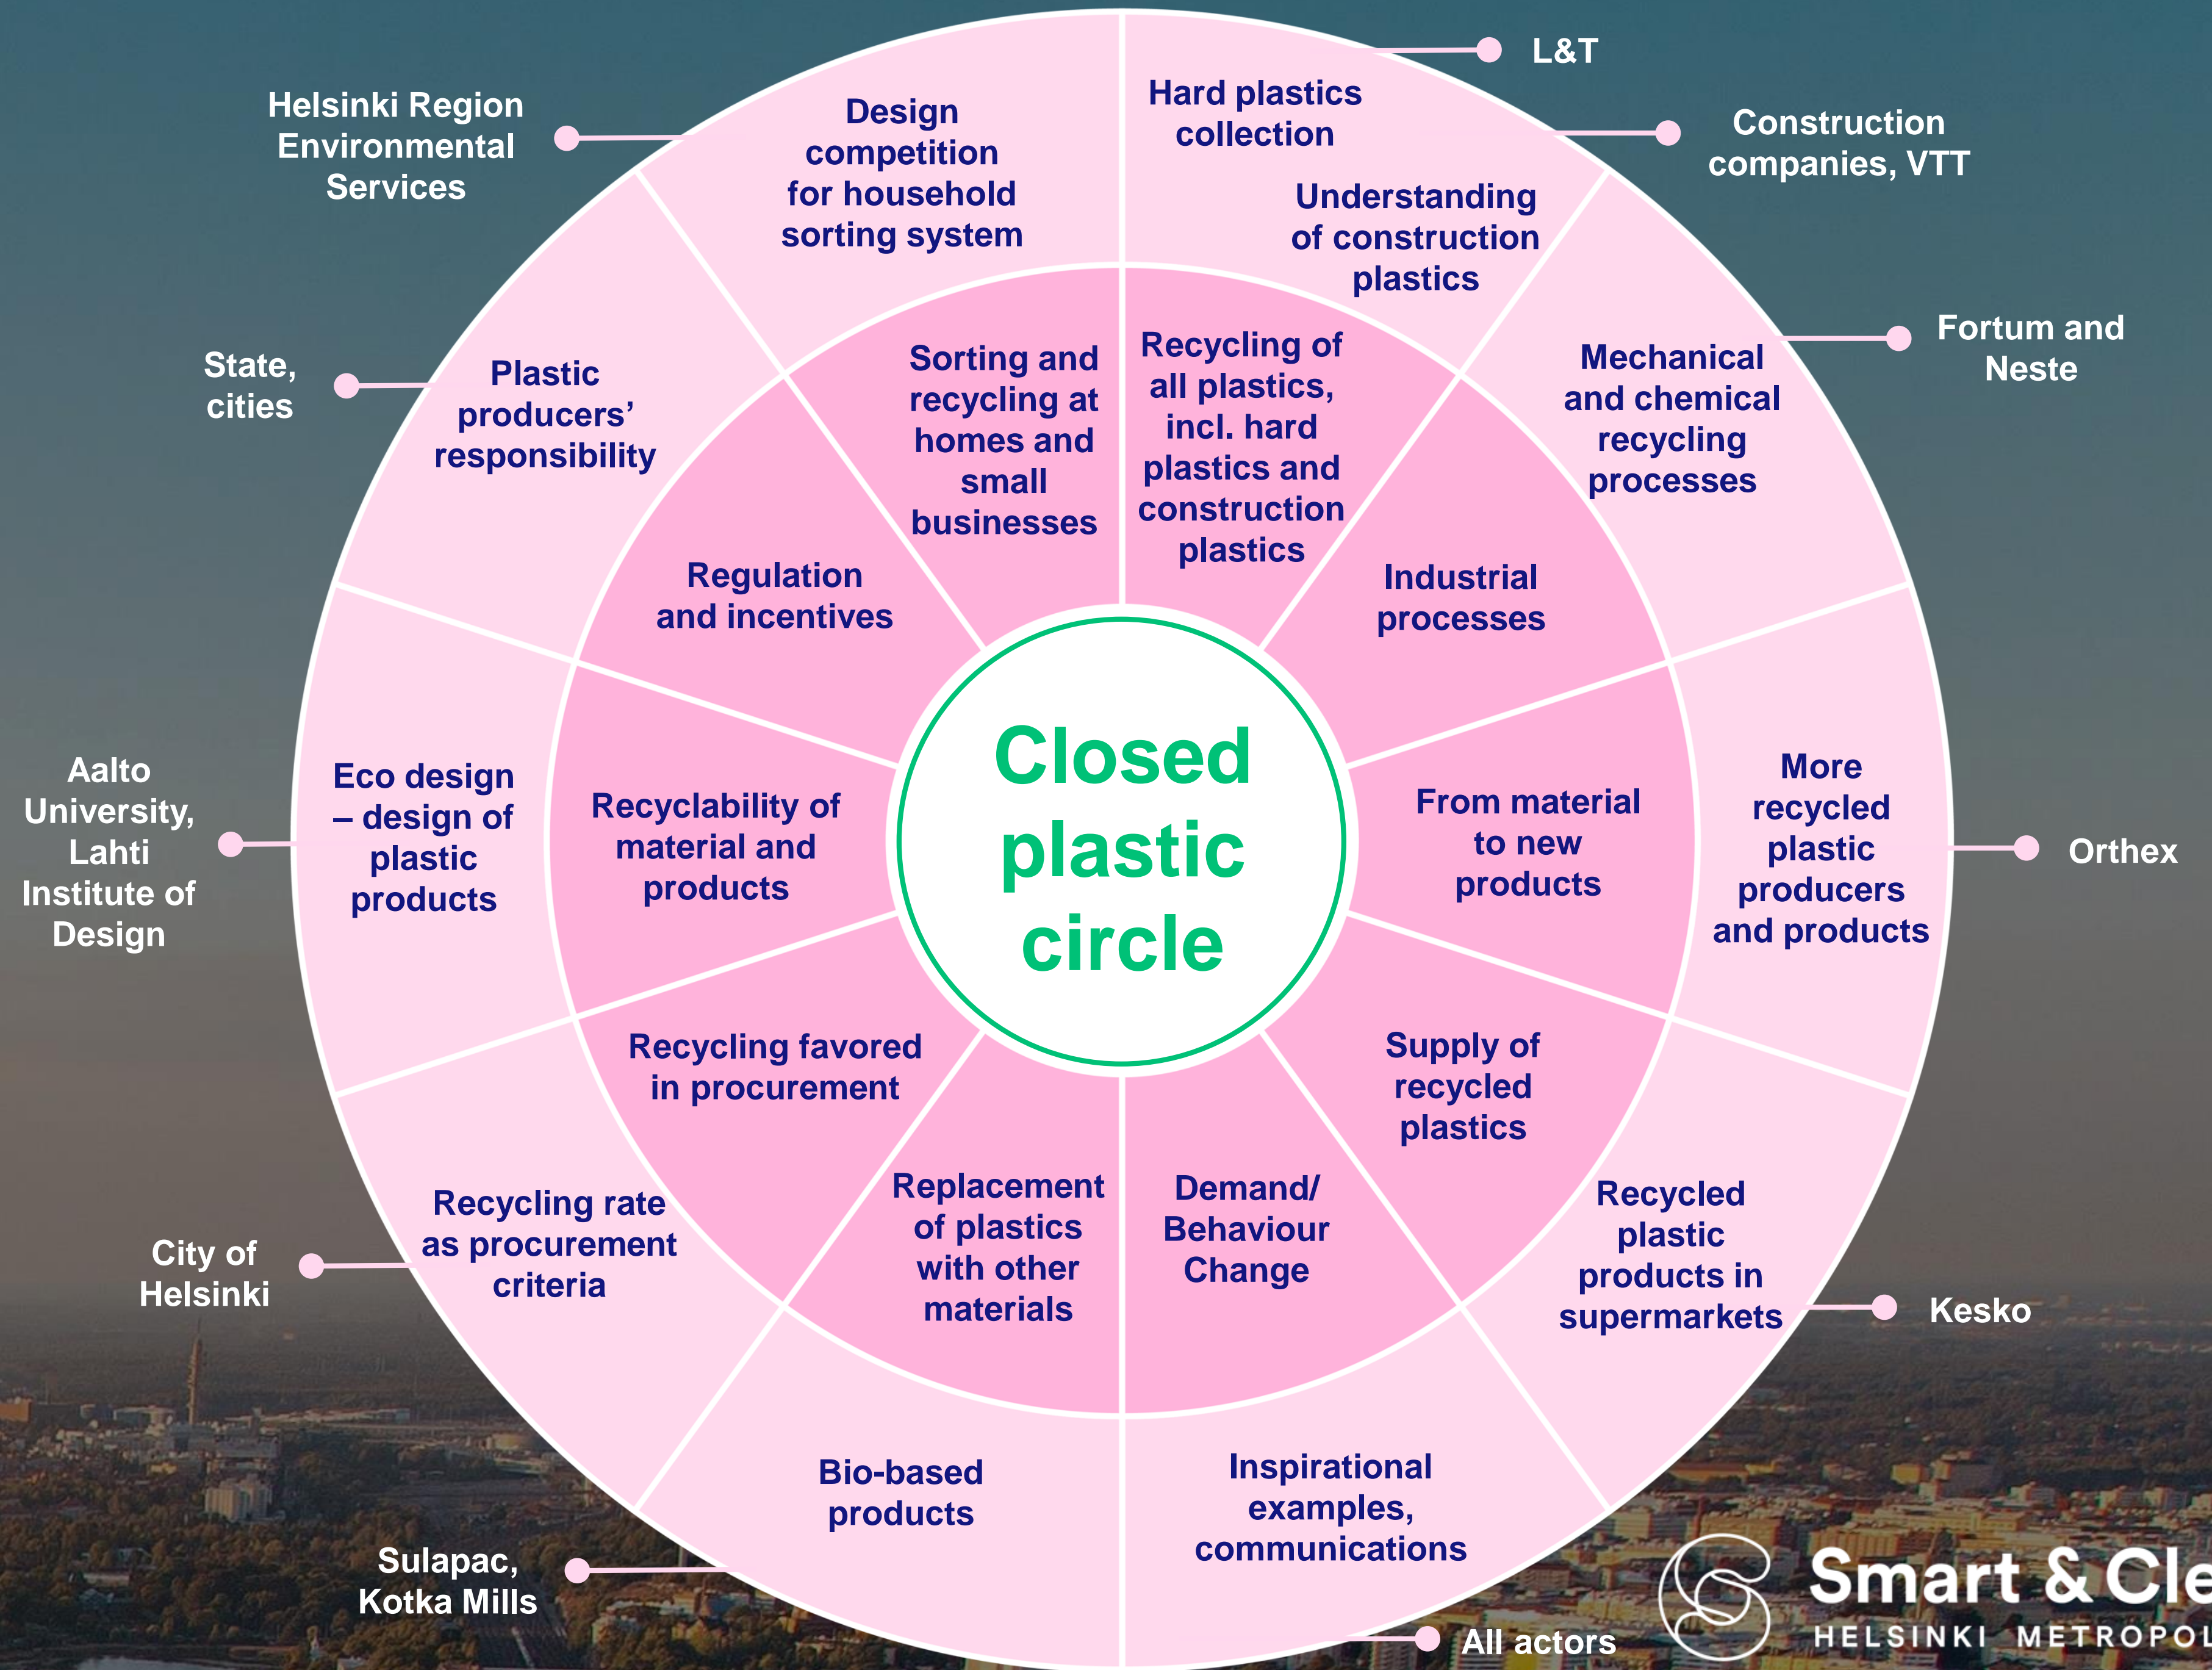 L&T
Construction
companies, VTT
Fortum and
Neste
Orthex
Kesko
All actors
Sulapac,
Kotka Mills
City of
Helsinki
Aalto
University,
Lahti
Institute of
Design
State,
cities
Helsinki Region
Environmental
Services
Hard plastics
collection
Understanding
of construction
plastics
Mechanical
and chemical
recycling
processes
More
recycled
plastic
producers
and products
Recycled
plastic
products in
supermarkets
Inspirational
examples,
communications
Bio-based
products
Recycling rate
as procurement
criteria
Eco design
– design of
plastic
products
Plastic
producers’
responsibility
Design
competition
for household
sorting system
Recycling of
all plastics,
incl. hard
plastics and
construction
plastics
Industrial
processes
From material
to new
products
Supply of
recycled
plastics
Demand/
Behaviour
Change
Replacement
of plastics
with other
materials
Recycling favored
in procurement
Recyclability of
material and
products
Regulation
and incentives
Sorting and
recycling at
homes and
small
businesses
Closed
plastic
circle
Smart & Cle
HELSINKI METROPOL